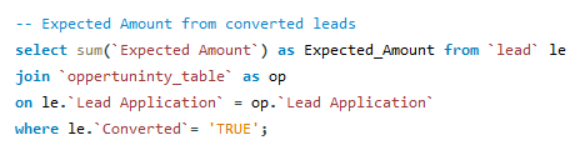 -- Expected Amount from converted leads
select sum(`Expected Amount`) as Expected_Amount from `lead` le
join `oppertuninty_table` as op
on le.`Lead Application` = op.`Lead Application`
where le.`Converted`= 'TRUE';